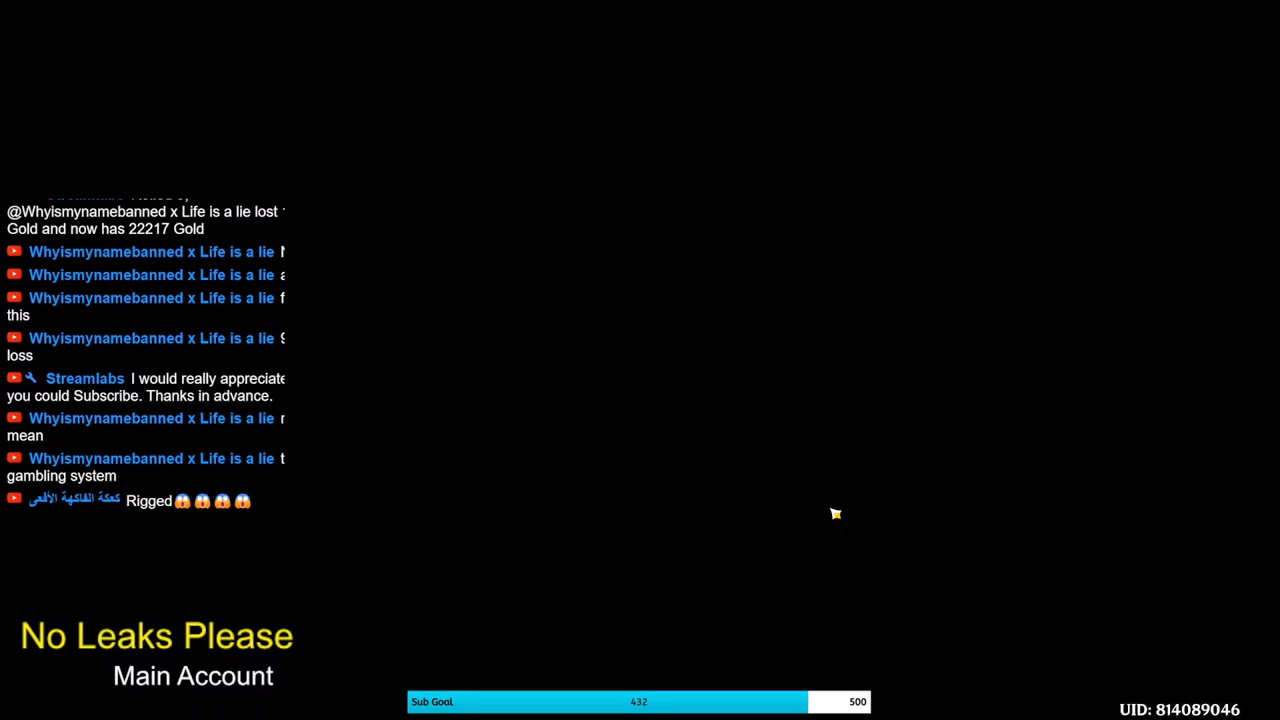 @Whyismynamebanned x Life is a lie lost
Gold and now has 22217 Gold
Whyismynamebanned x Life is a lie
Whyismynamebanned x Life is a lie
Whyismynamebanned x Life is a lie
this
Whyismynamebanned x Life is a lie 9
loss
Streamlabs I would really appreciate
you could Subscribe. Thanks in advance.
Whyismynamebanned x Life is a lie
mean
Whyismynamebanned x Life is a lie
gambling system
كعكة الفاكهة الأفعى Rigged😱😱😱😱
No Leaks Please
Main Account
Sub Goal 432 500
UID: 814089046